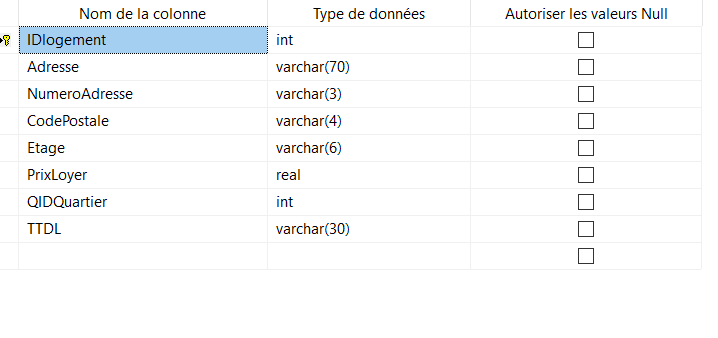 Nom de la colonne Type de données Autoriser les valeurs Null
IDlogement int
Adresse varchar(70)
NumeroAdresse varchar(3)
CodePostale varchar(4)
Etage varchar(6)
PrixLoyer real
QIDQuartier int
TTDL varchar(30)